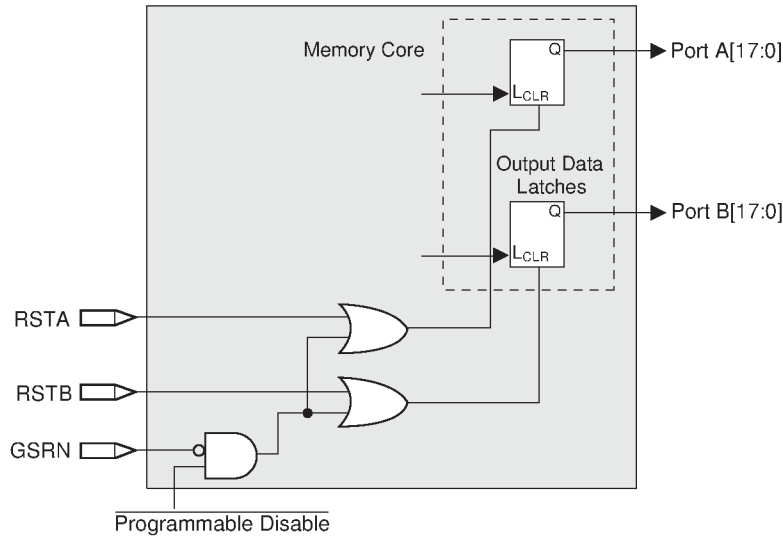 Memory Core
Q
Port A[17:0]
LCLR
Output Data
Latches
Q
Port B[17:0]
LCLR
RSTA
RSTB
GSRN
Programmable Disable